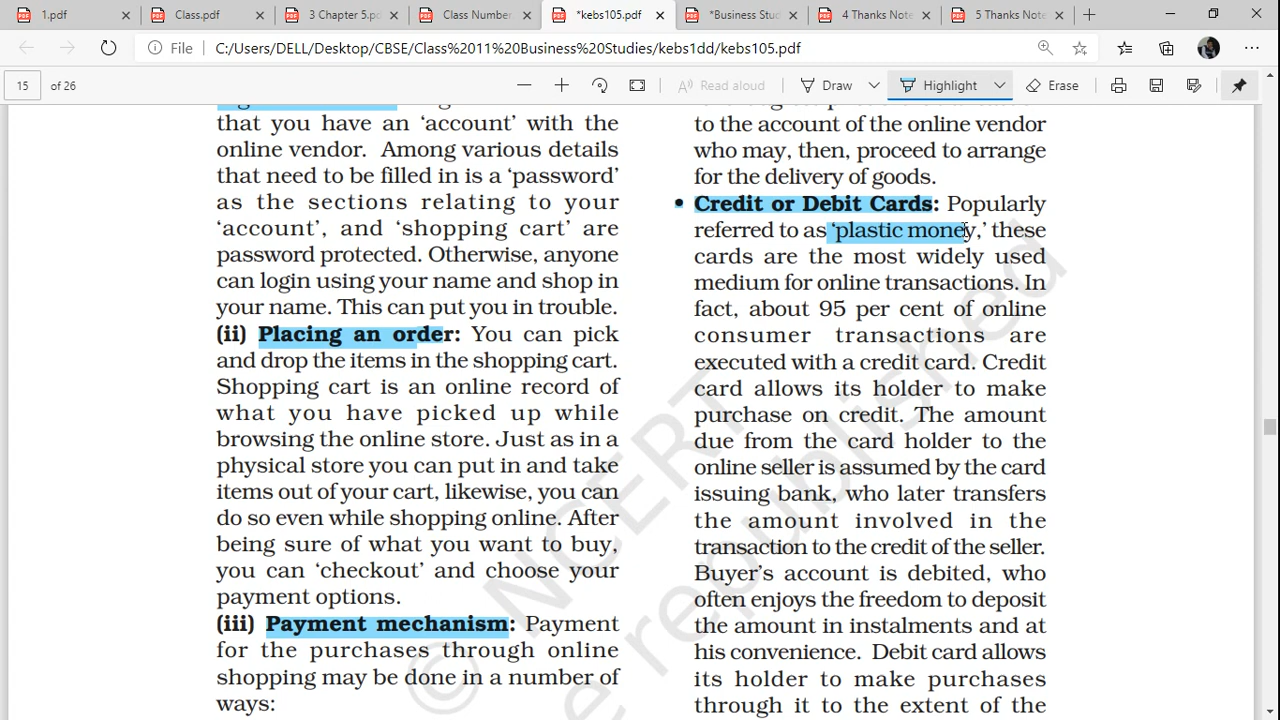 1.pdf
Class.pdf
3 Chapter 5.p
Class Number
*kebs105.pdf
*Business Stu
4 Thanks Note
5 Thanks Note
File
C:/Users/DELL/Desktop/CBSE/Class%2011%20Business%20Studies/kebs1dd/kebs105.pdf
15 of 26
Read aloud
Draw
Highlight
Erase
that you have an ‘account’ with the
online vendor. Among various details
that need to be filled in is a ‘password’
as the sections relating to your
‘account’, and ‘shopping cart’ are
password protected. Otherwise, anyone
can login using your name and shop in
your name. This can put you in trouble.
(ii) Placing an order: You can pick
and drop the items in the shopping cart.
Shopping cart is an online record of
what you have picked up while
browsing the online store. Just as in a
physical store you can put in and take
items out of your cart, likewise, you can
do so even while shopping online. After
being sure of what you want to buy,
you can ‘checkout’ and choose your
payment options.
(iii) Payment mechanism: Payment
for the purchases through online
shopping may be done in a number of
ways:
to the account of the online vendor
who may, then, proceed to arrange
for the delivery of goods.
• Credit or Debit Cards: Popularly
referred to as ‘plastic money,’ these
cards are the most widely used
medium for online transactions. In
fact, about 95 per cent of online
consumer transactions are
executed with a credit card. Credit
card allows its holder to make
purchase on credit. The amount
due from the card holder to the
online seller is assumed by the card
issuing bank, who later transfers
the amount involved in the
transaction to the credit of the seller.
Buyer’s account is debited, who
often enjoys the freedom to deposit
the amount in instalments and at
his convenience. Debit card allows
its holder to make purchases
through it to the extent of the
© NCERT
e republished